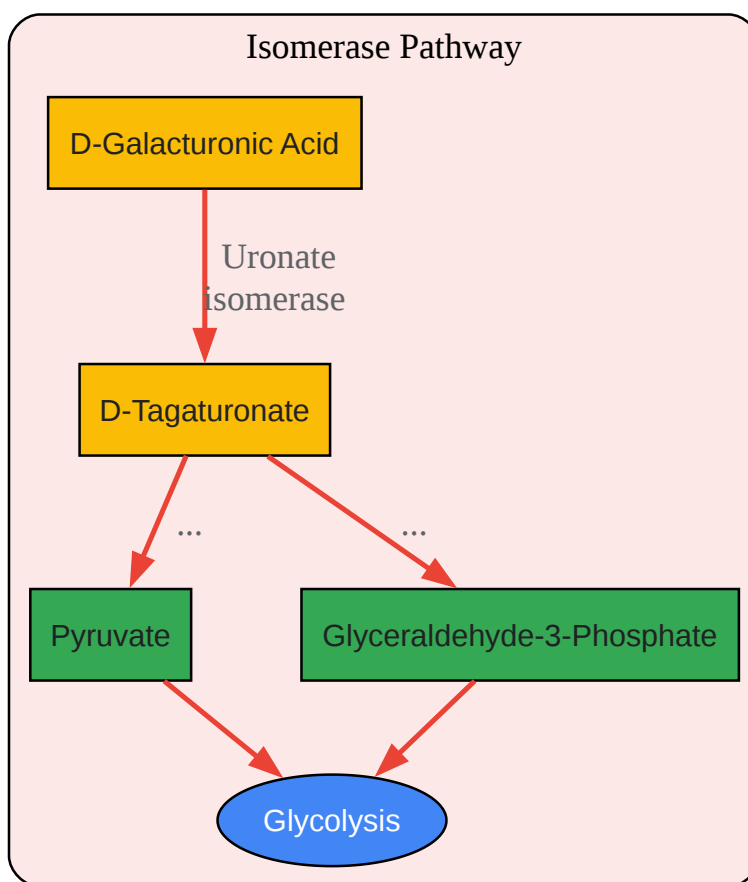 Isomerase Pathway
D-Galacturonic Acid
Uronate
isomerase
D-Tagaturonate
...
...
Pyruvate
Glyceraldehyde-3-Phosphate
Glycolysis